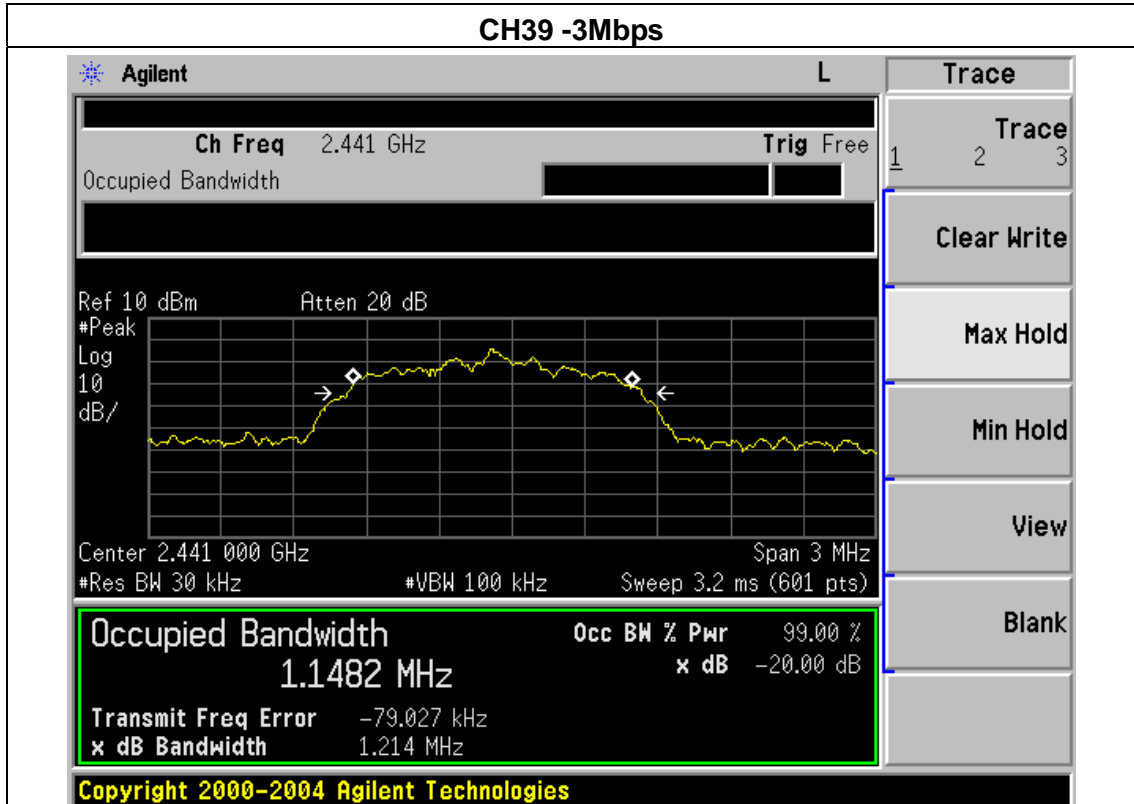 CH39 -3Mbps
Agilent L Trace
Ch Freq 2.441 GHz Trig Free
Occupied Bandwidth
Trace
1 2 3
Clear Write
Max Hold
Min Hold
View
Blank
Ref 10 dBm Atten 20 dB
#Peak
Log
10
dB/
Center 2.441 000 GHz Span 3 MHz
#Res BW 30 kHz #VBW 100 kHz Sweep 3.2 ms (601 pts)
Occupied Bandwidth Occ BW % Pwr 99.00 %
1.1482 MHz x dB -20.00 dB
Transmit Freq Error -79.027 kHz
x dB Bandwidth 1.214 MHz
Copyright 2000-2004 Agilent Technologies